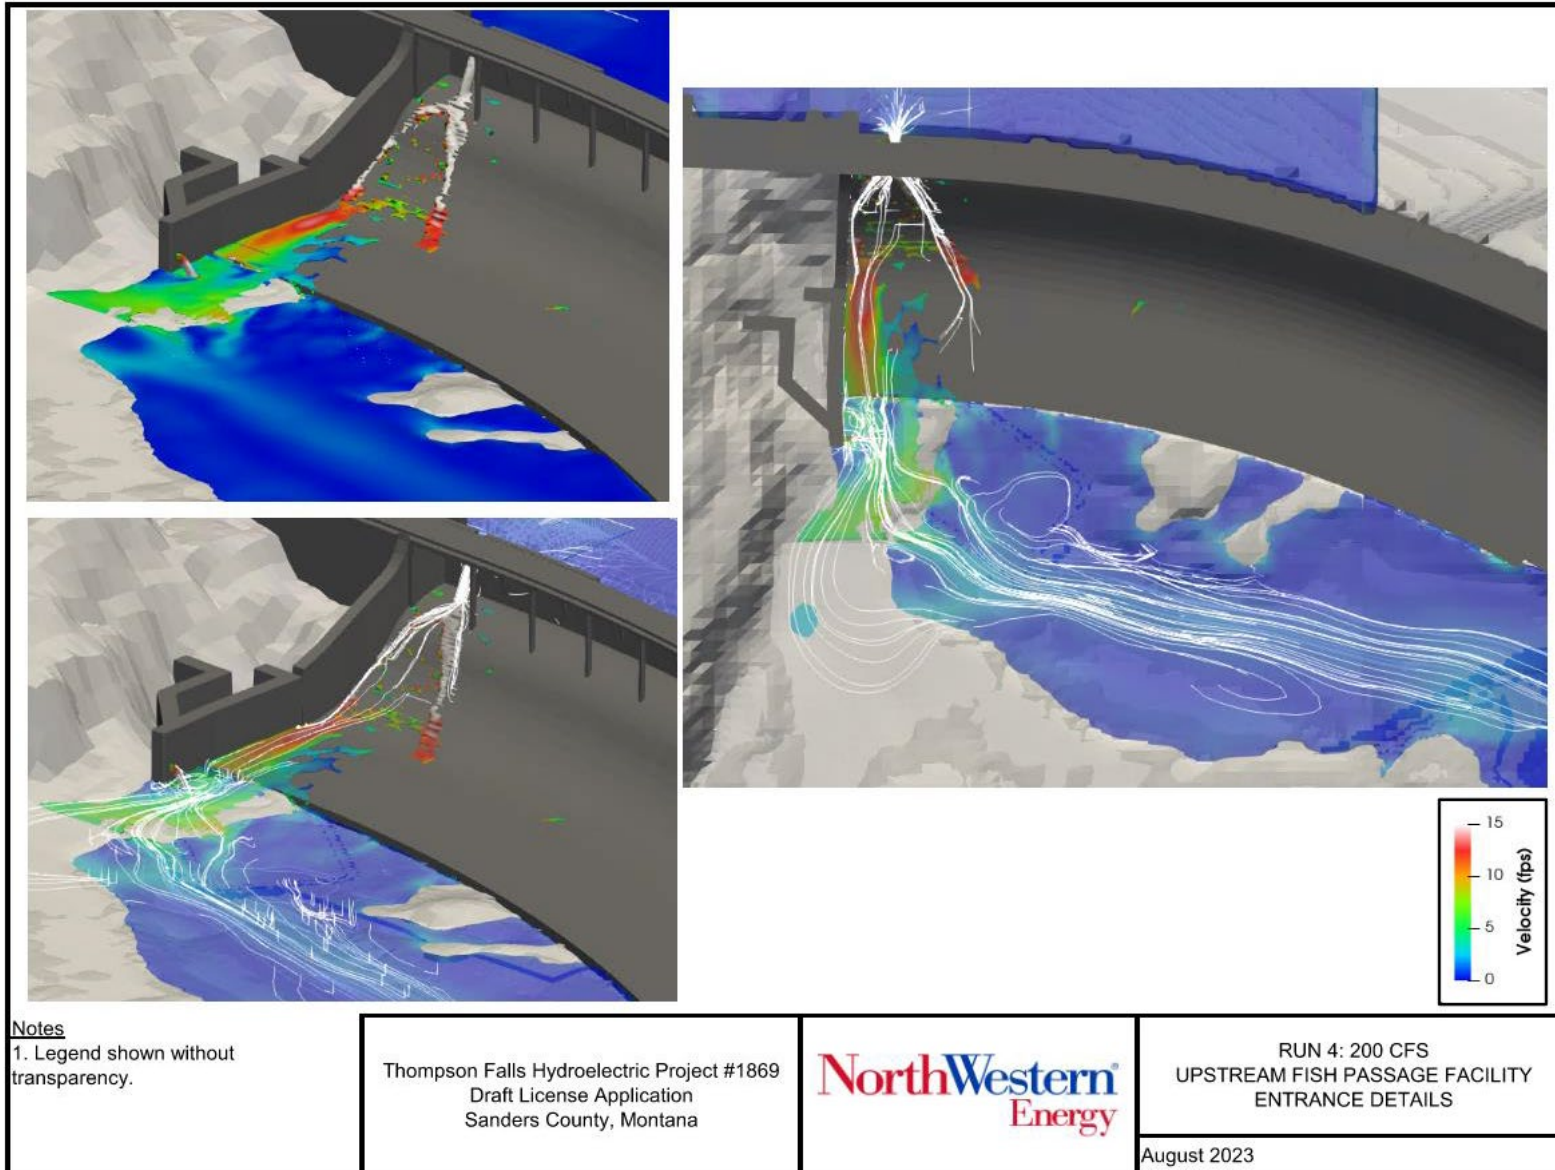 15
10
5
0
Velocity (fps)
Notes
1. Legend shown without
transparency.
Thompson Falls Hydroelectric Project #1869
Draft License Application
Sanders County, Montana
NorthWestern®
Energy
RUN 4: 200 CFS
UPSTREAM FISH PASSAGE FACILITY
ENTRANCE DETAILS
August 2023